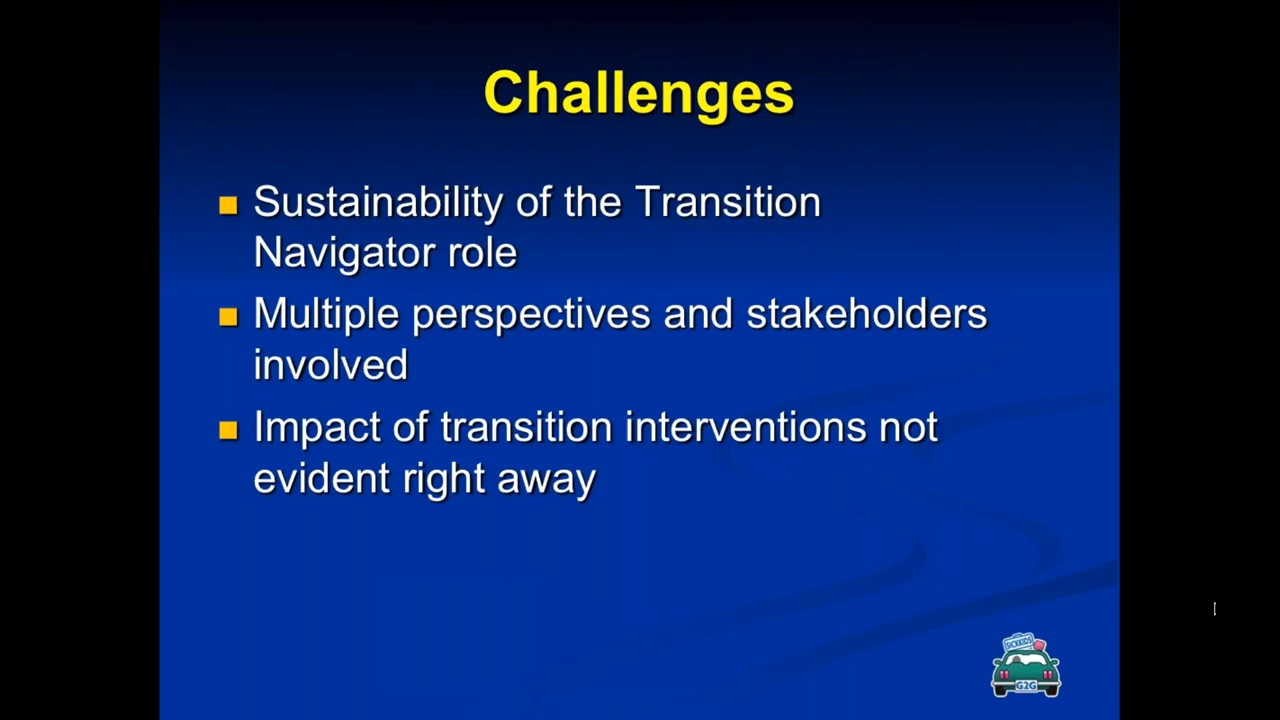 Challenges
Sustainability of the Transition
Navigator role
Multiple perspectives and stakeholders
involved
Impact of transition interventions not
evident right away
SICKKIDS
G2G